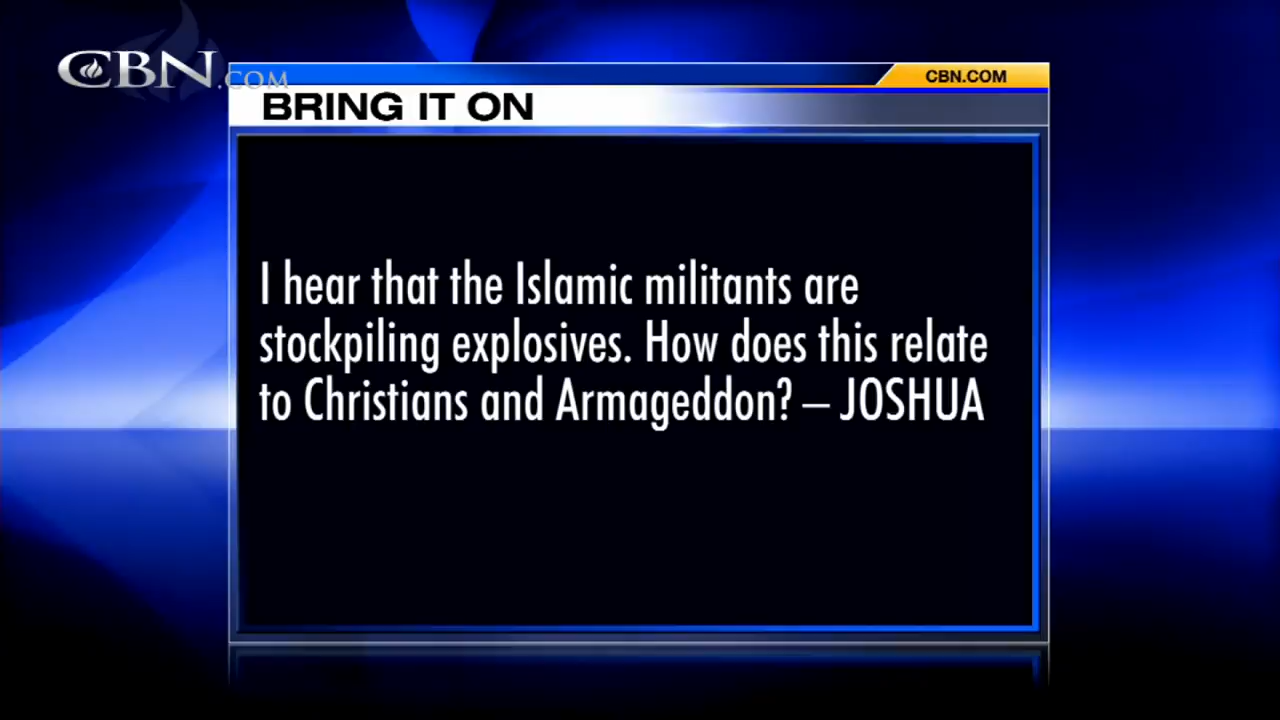 CBN.COM
CBN.COM
BRING IT ON
I hear that the Islamic militants are
stockpiling explosives. How does this relate
to Christians and Armageddon? – JOSHUA